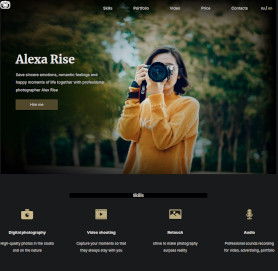 Skills Portfolio Video Price Contacts ru / en
Alexa Rise
Save sincere emotions, romantic feelings and
happy moments of life together with professional
photographer Alex Rise
Hire me
Skills
Digital photography Video shooting Retouch Audio
High-quality photos in the studio
and on the nature
Capture your moments so that
they always stay with you
strive to make photography
surpass reality
Professional sounds recording
for video, advertising, portfolio